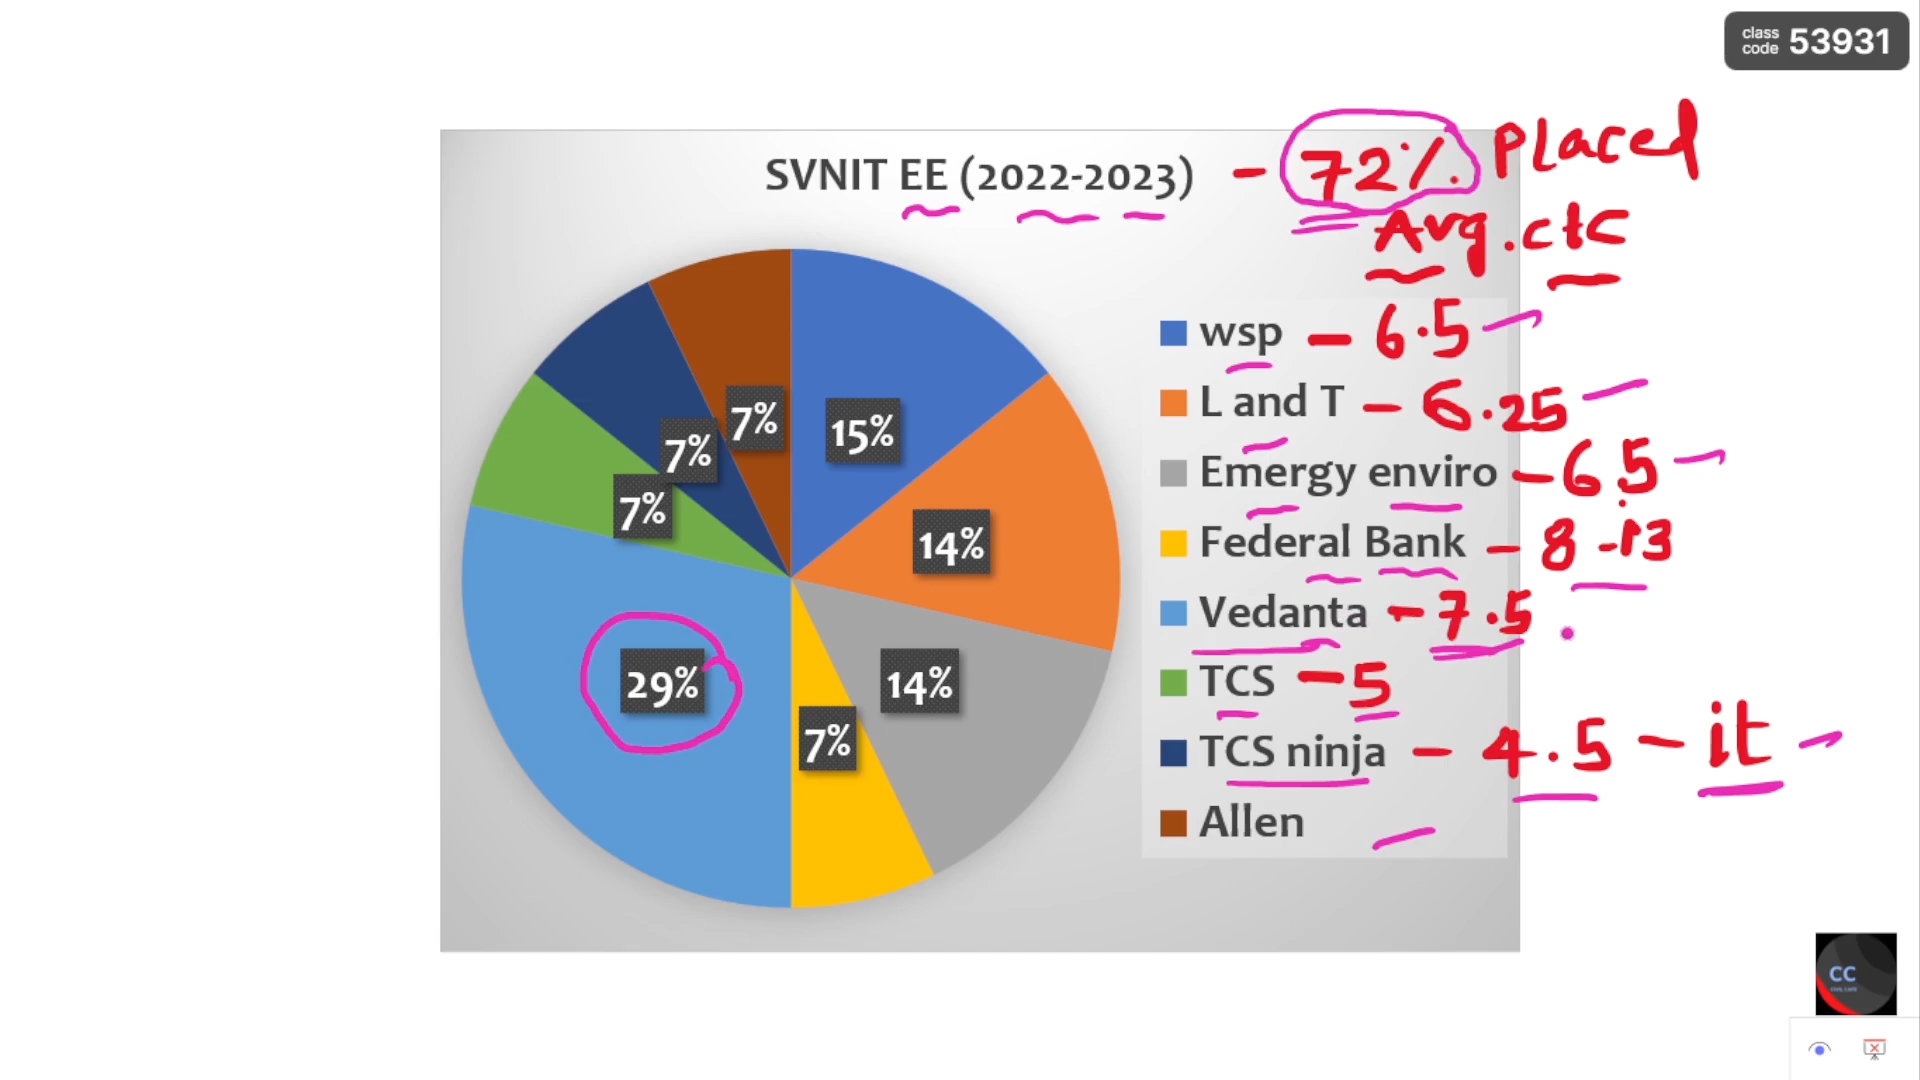 class
code 53931
SVNIT EE (2022-2023) - 72% Placed
Avg.ctc
wsp - 6.5
L and T - 6.25
Emergy enviro - 6.5
Federal Bank - 8 - 13
Vedanta - 7.5
TCS - 5
TCS ninja - 4.5 - it
Allen
7%
15%
7%
7%
14%
29%
14%
7%
CC